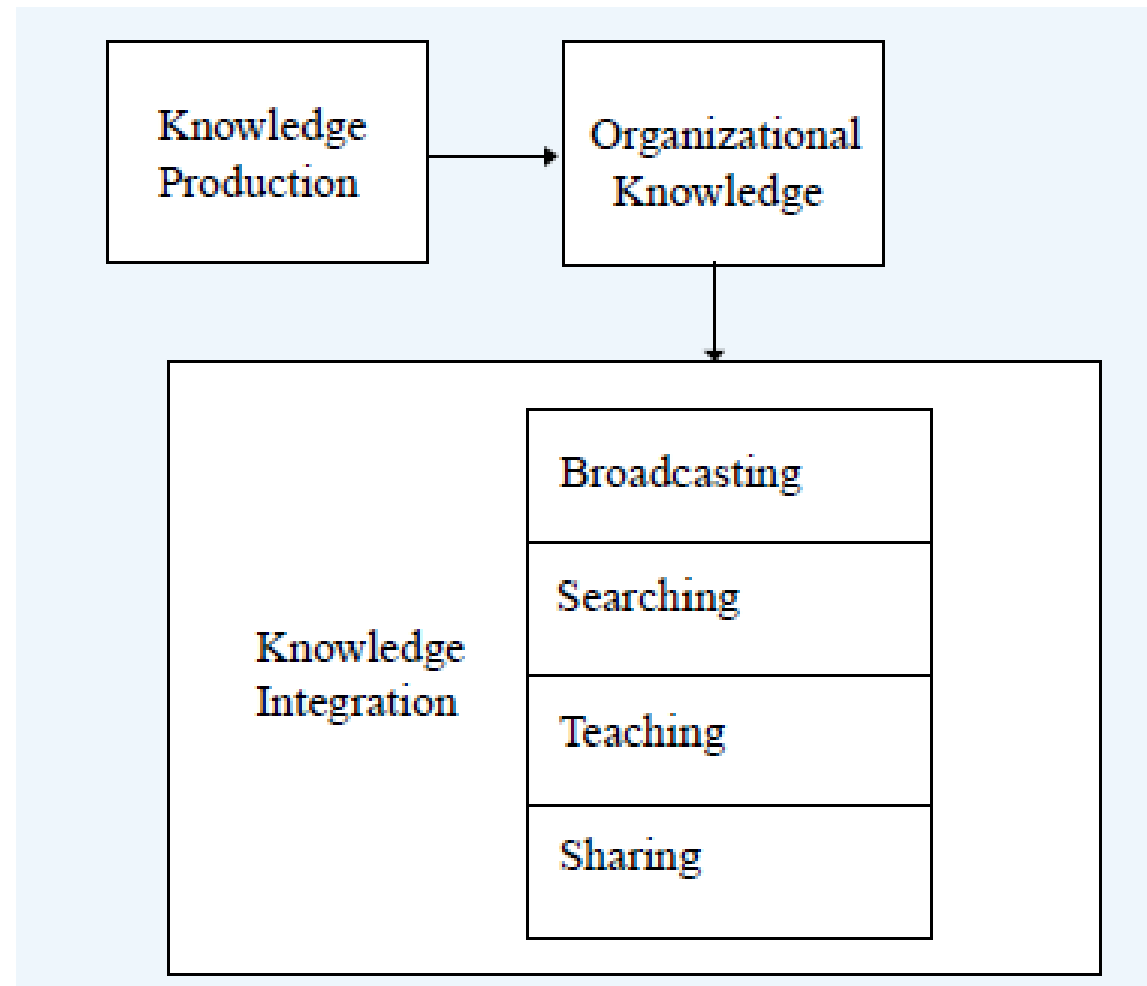 Knowledge
Production
Organizational
Knowledge
Broadcasting
Searching
Knowledge
Integration
Teaching
Sharing